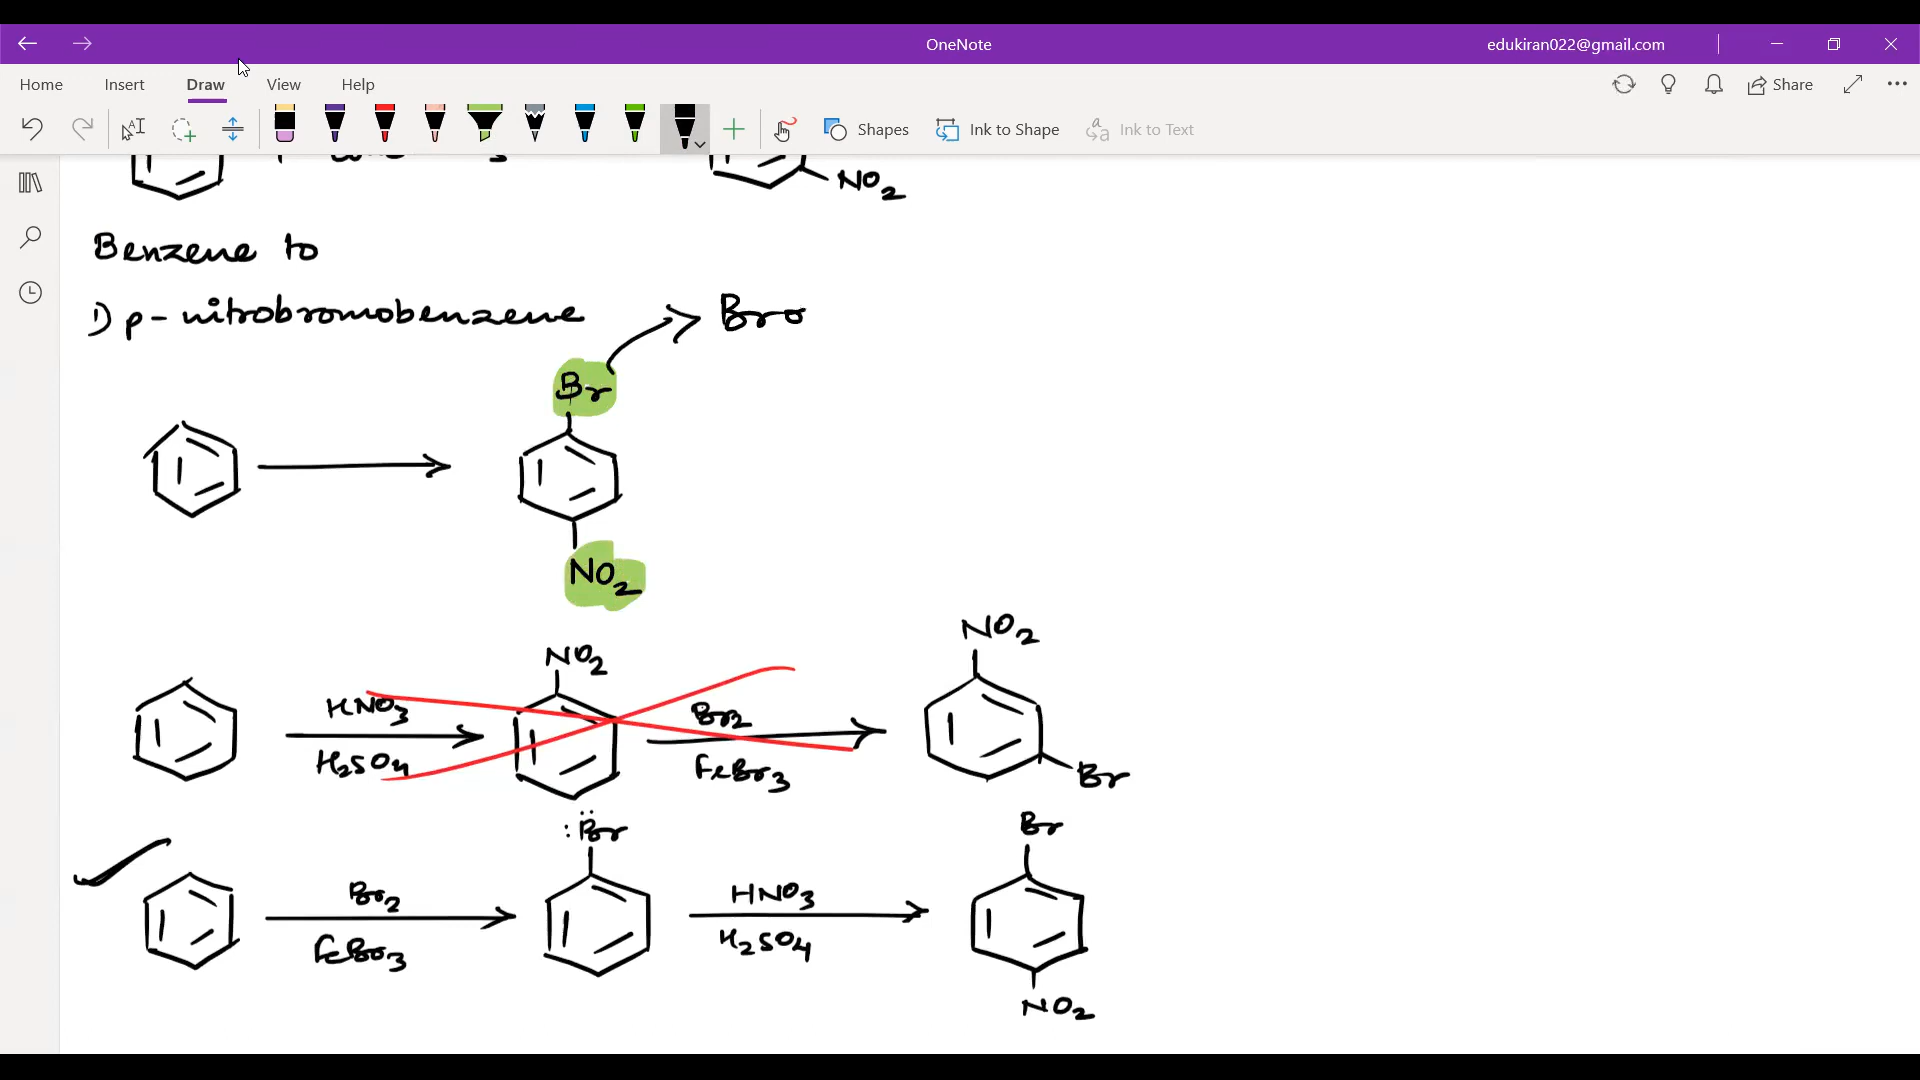 OneNote
edukiran022@gmail.com
Home Insert Draw View Help
Share
Shapes
Ink to Shape
Ink to Text
NO2
Benzene to
1) p-nitrobromobenzene
Bro
Br
NO2
HNO3
H2SO4
NO2
Br2
FeBr3
NO2
Br
Br2
FeBr3
:Br
HNO3
H2SO4
Br
NO2